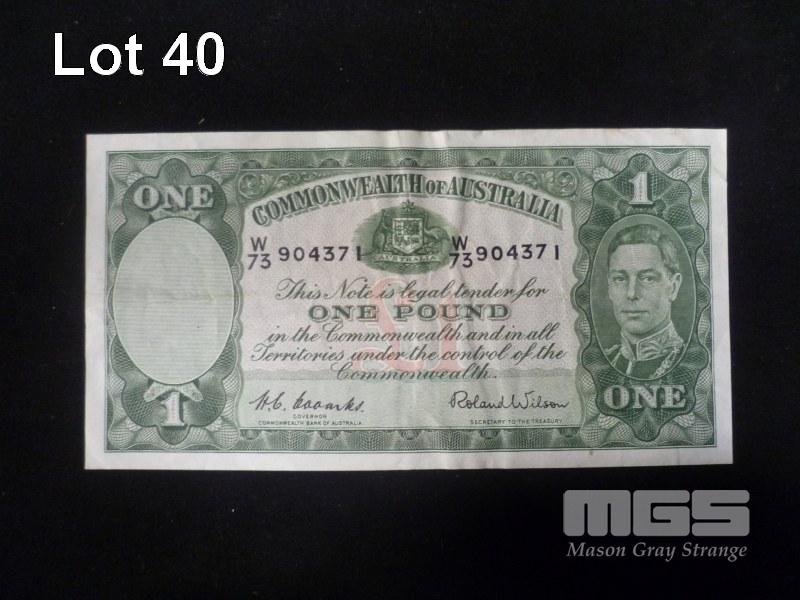 Lot 40
ONE
COMMONWEALTH OF AUSTRALIA
1
W/73 904371
W/73 904371
AUSTRALIA
This Note is legal tender for
ONE POUND
in the Commonwealth and in all
Territories under the control of the
Commonwealth.
H.C. Coombs.
Roland Wilson
GOVERNOR
COMMONWEALTH BANK OF AUSTRALIA
SECRETARY TO THE TREASURY
1
ONE
MGS
Mason Gray Strange